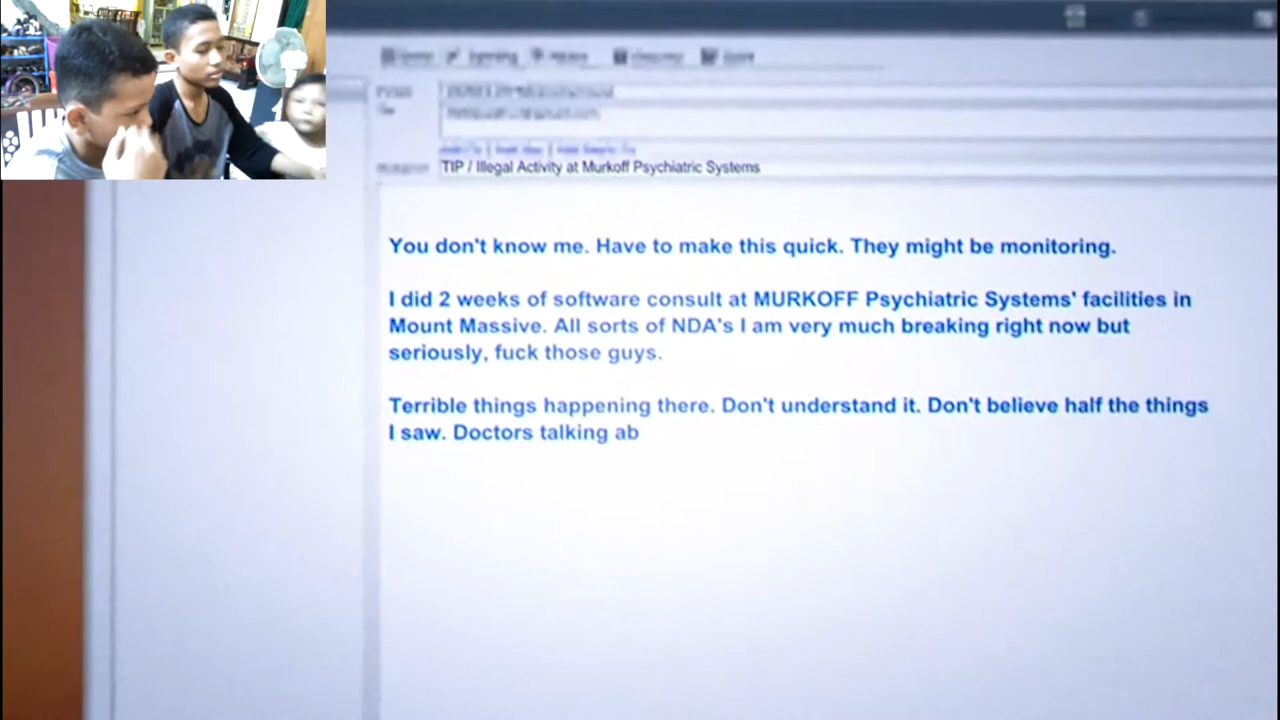 TIP / Illegal Activity at Murkoff Psychiatric Systems
You don't know me. Have to make this quick. They might be monitoring.
I did 2 weeks of software consult at MURKOFF Psychiatric Systems' facilities in
Mount Massive. All sorts of NDA's I am very much breaking right now but
seriously, fuck those guys.
Terrible things happening there. Don't understand it. Don't believe half the things
I saw. Doctors talking ab